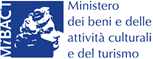 MiBACT
Ministero
dei beni e delle
attività culturali
e del turismo